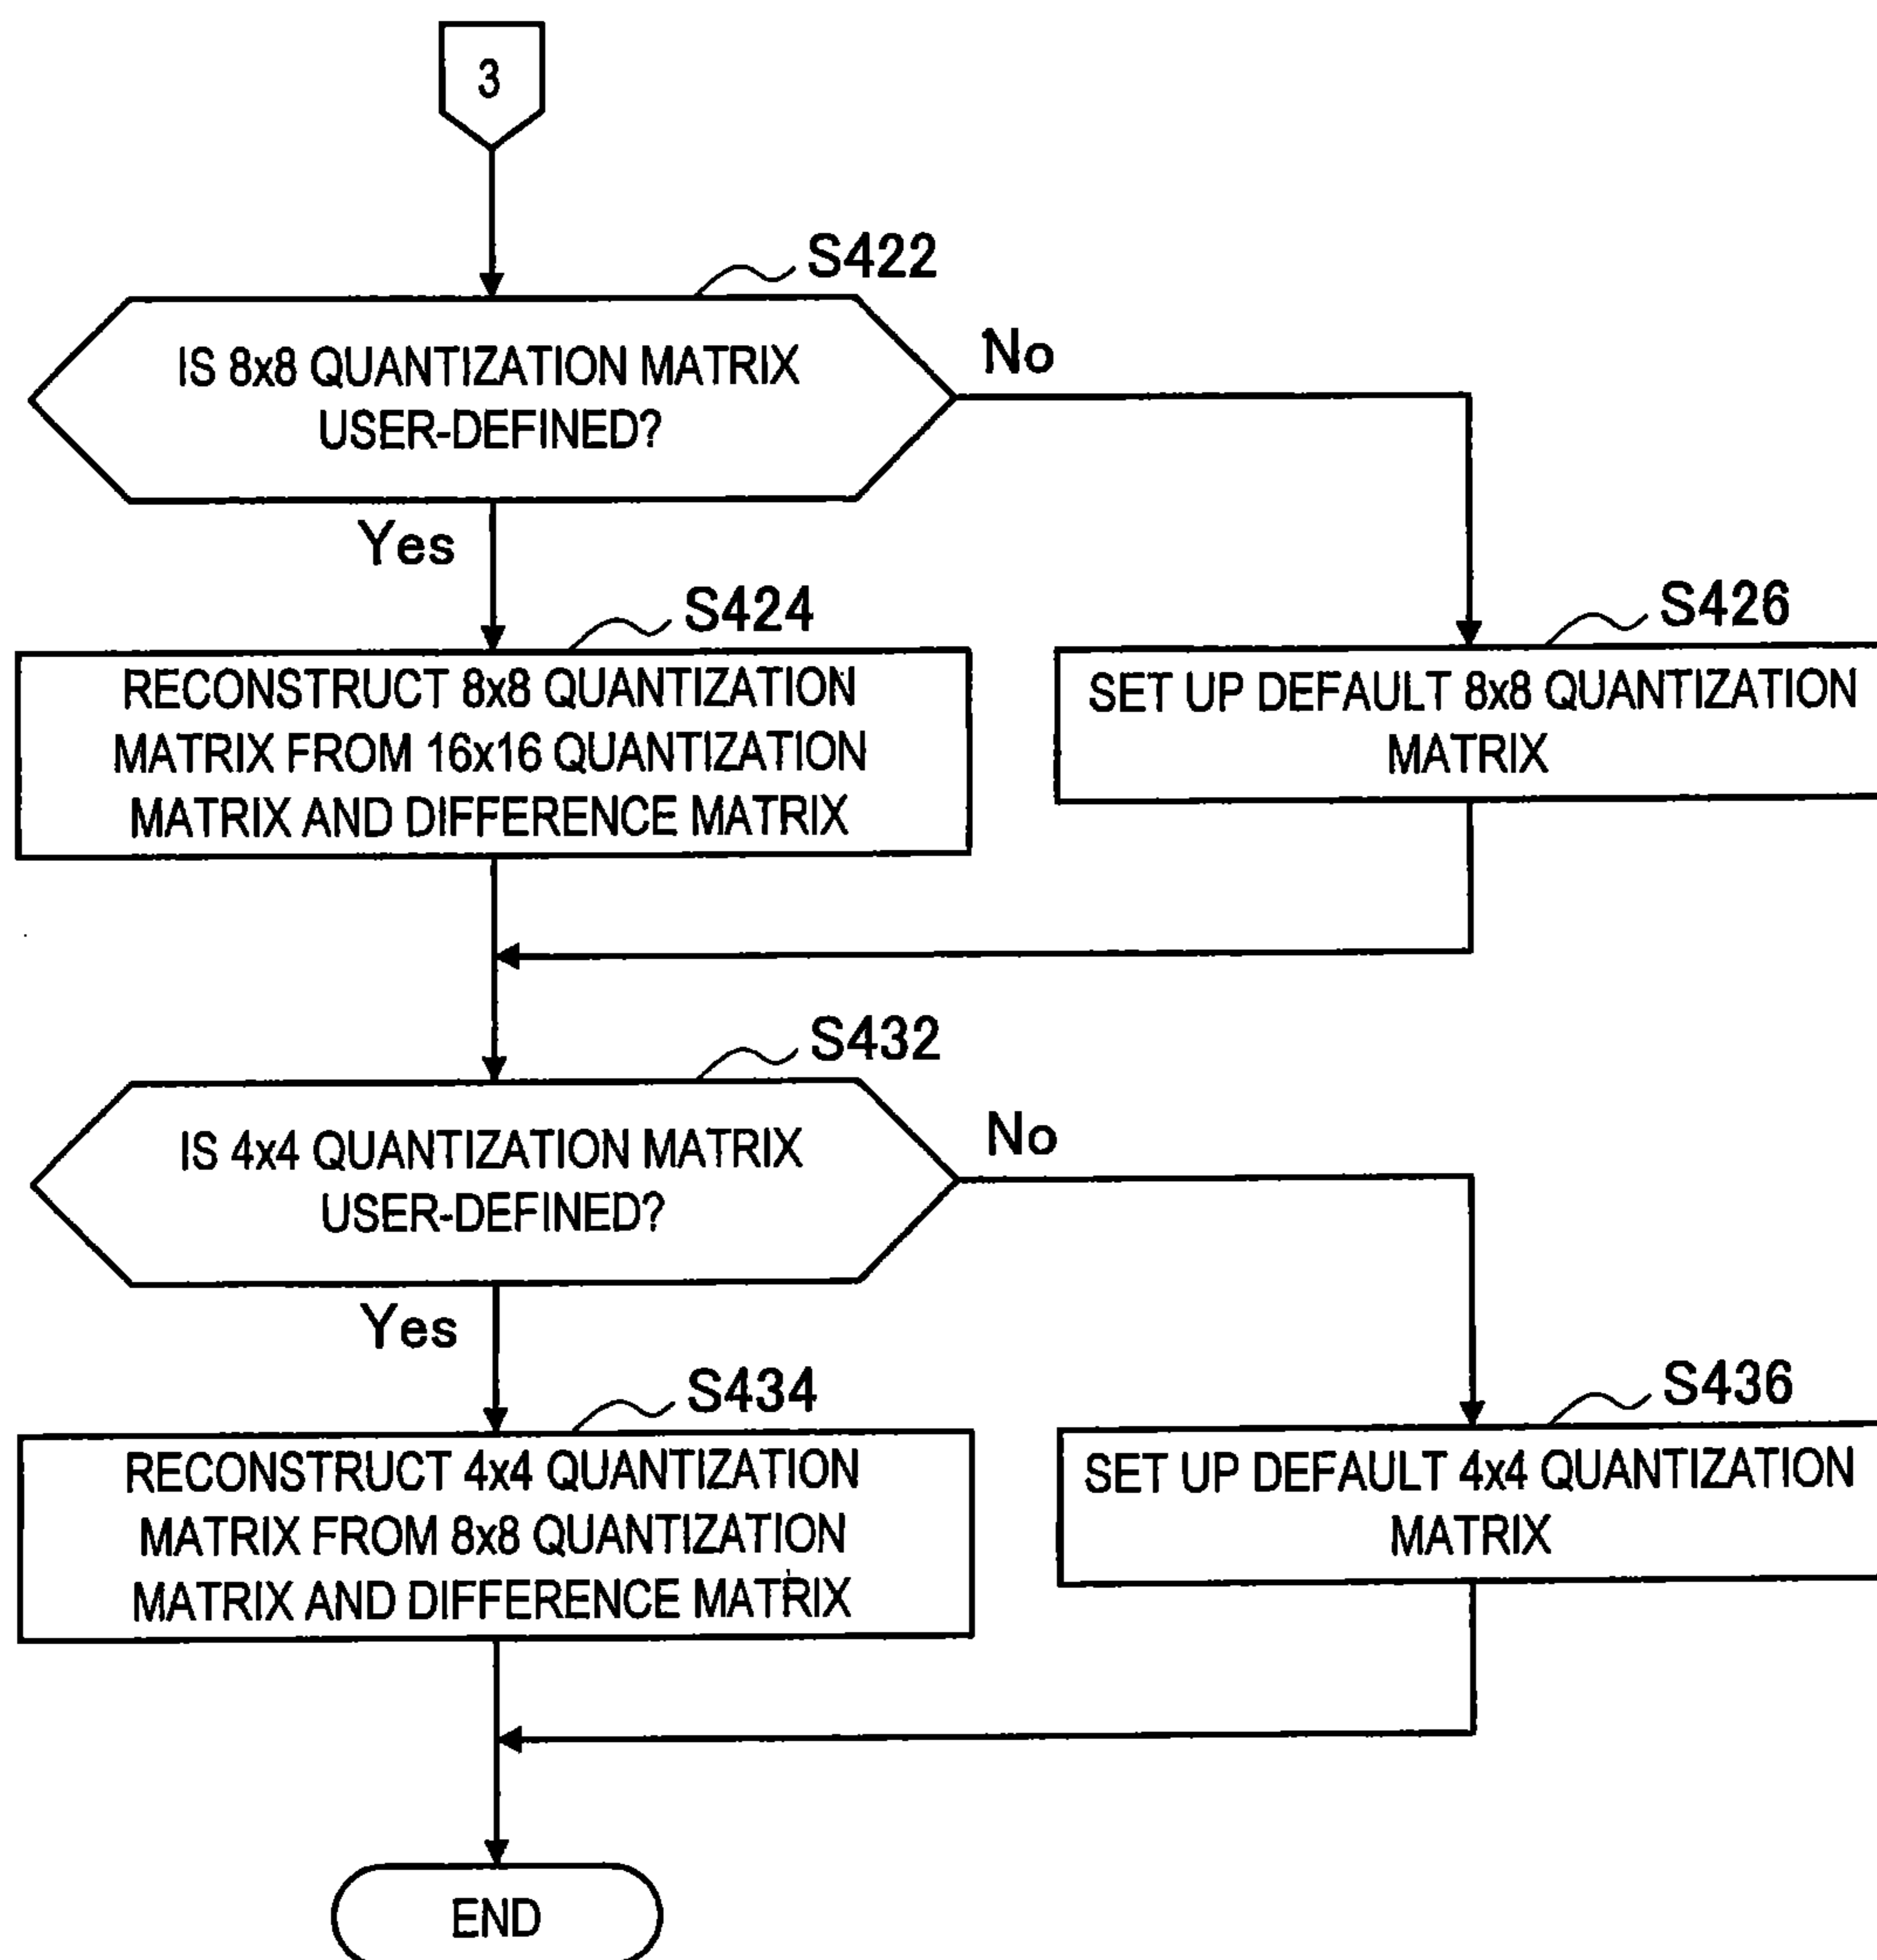 3
S422
IS 8x8 QUANTIZATION MATRIX
USER-DEFINED?
No
Yes
S424
RECONSTRUCT 8x8 QUANTIZATION
MATRIX FROM 16x16 QUANTIZATION
MATRIX AND DIFFERENCE MATRIX
S426
SET UP DEFAULT 8x8 QUANTIZATION
MATRIX
S432
IS 4x4 QUANTIZATION MATRIX
USER-DEFINED?
No
Yes
S434
RECONSTRUCT 4x4 QUANTIZATION
MATRIX FROM 8x8 QUANTIZATION
MATRIX AND DIFFERENCE MATRIX
S436
SET UP DEFAULT 4x4 QUANTIZATION
MATRIX
END